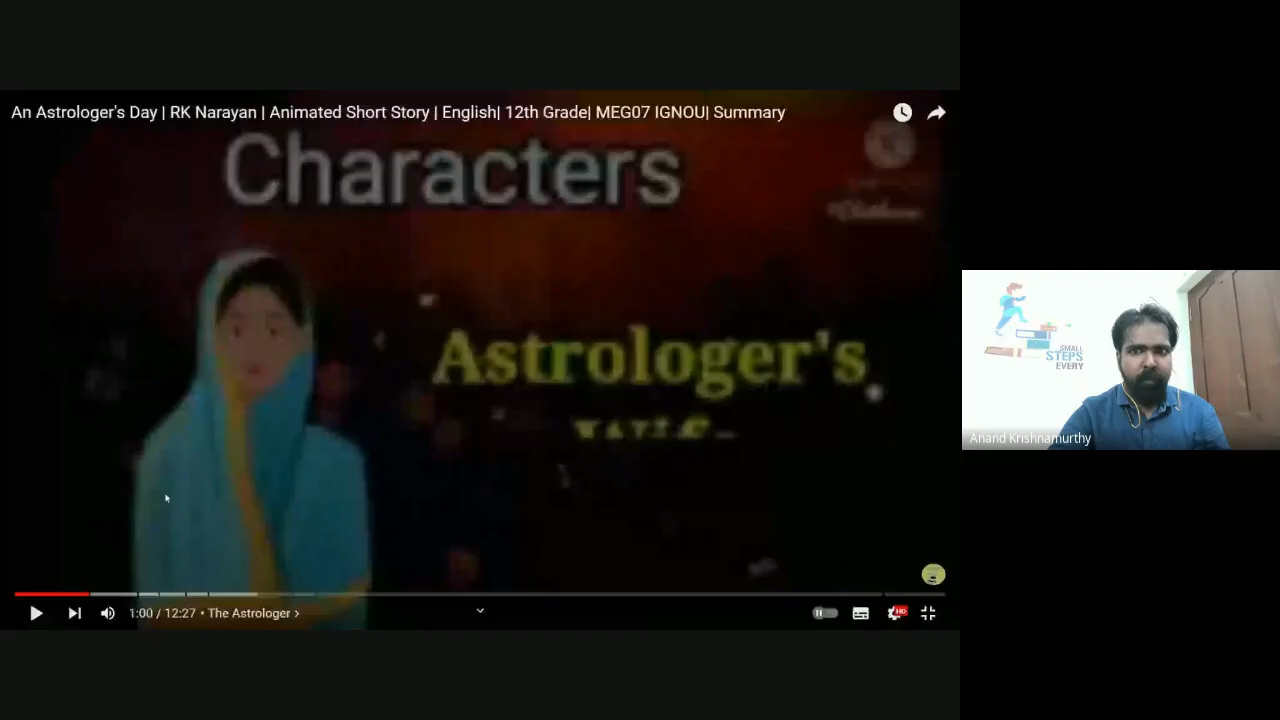 An Astrologer's Day | RK Narayan | Animated Short Story | English| 12th Grade| MEG07 IGNOU| Summary
Characters
Astrologer's
1:00 / 12:27 • The Astrologer ›
HD
SMALL
STEPS
EVERY
Anand Krishnamurthy